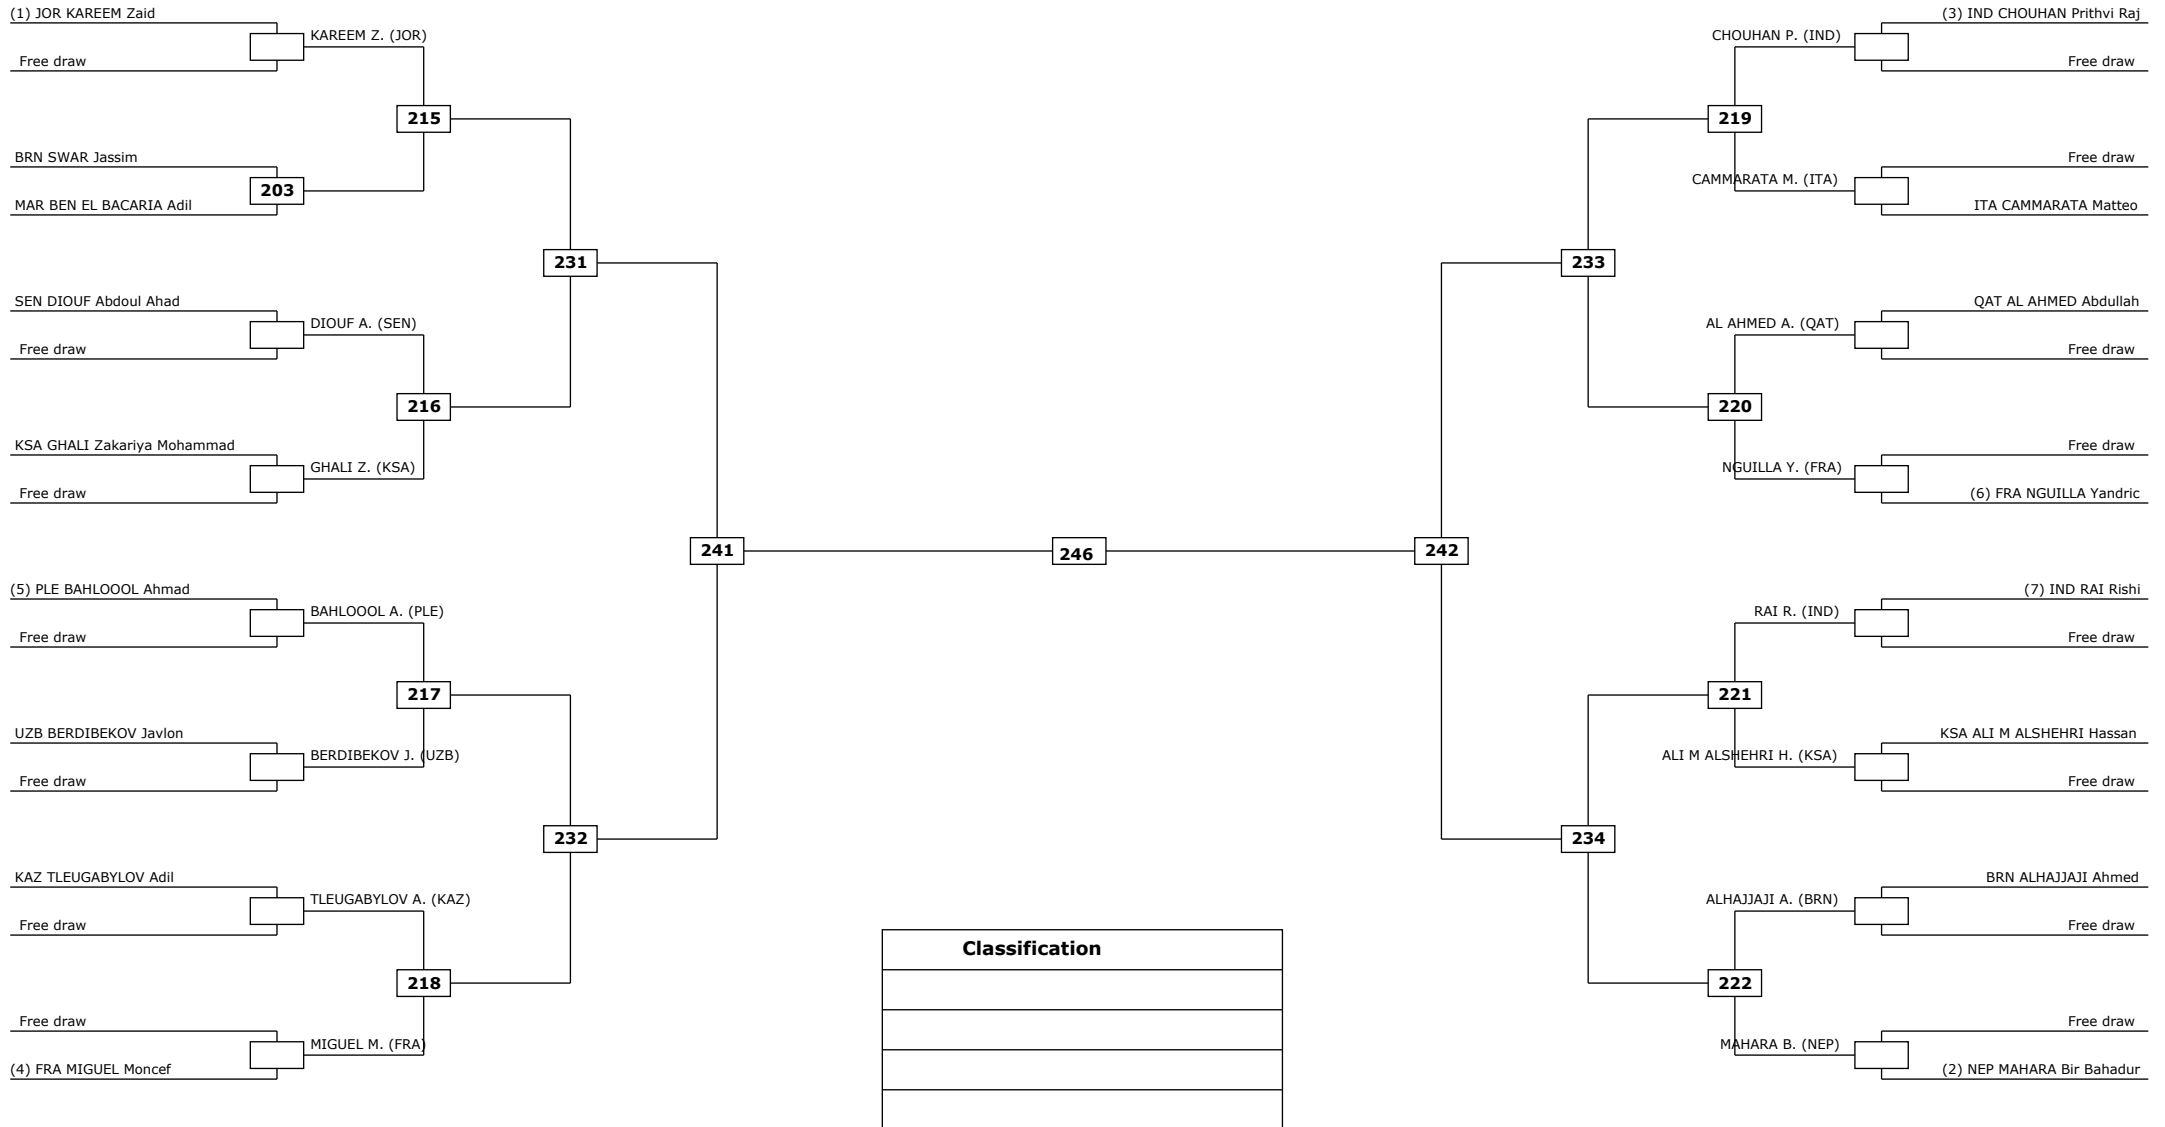 (1) JOR KAREEM Zaid
KAREEM Z. (JOR)
Free draw
215
BRN SWAR Jassim
203
MAR BEN EL BACARIA Adil
231
SEN DIOUF Abdoul Ahad
DIOUF A. (SEN)
Free draw
216
KSA GHALI Zakariya Mohammad
GHALI Z. (KSA)
Free draw
241
(5) PLE BAHLOOOL Ahmad
BAHLOOOL A. (PLE)
Free draw
217
UZB BERDIBEKOV Javlon
BERDIBEKOV J. (UZB)
Free draw
232
KAZ TLEUGABYLOV Adil
TLEUGABYLOV A. (KAZ)
Free draw
218
Free draw
MIGUEL M. (FRA)
(4) FRA MIGUEL Moncef
246
(3) IND CHOUHAN Prithvi Raj
CHOUHAN P. (IND)
Free draw
219
Free draw
CAMMARATA M. (ITA)
ITA CAMMARATA Matteo
233
QAT AL AHMED Abdullah
AL AHMED A. (QAT)
Free draw
220
Free draw
NGUILLA Y. (FRA)
(6) FRA NGUILLA Yandric
242
(7) IND RAI Rishi
RAI R. (IND)
Free draw
221
KSA ALI M ALSHEHRI Hassan
ALI M ALSHEHRI H. (KSA)
Free draw
234
BRN ALHAJJAJI Ahmed
ALHAJJAJI A. (BRN)
Free draw
222
Free draw
MAHARA B. (NEP)
(2) NEP MAHARA Bir Bahadur
Classification